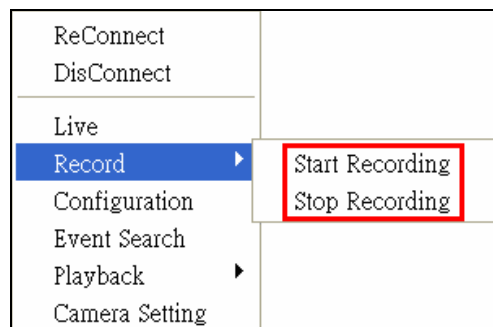 ReConnect
DisConnect
Live
Record
Start Recording
Configuration
Stop Recording
Event Search
Playback
Camera Setting